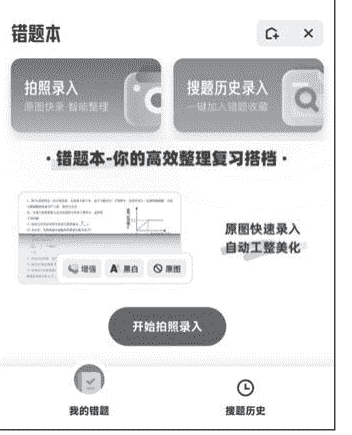 错题本
拍照录入
原图快录 智能整理
搜题历史录入
一键加入错题收藏
·错题本-你的高效整理复习搭档·
原图快速录入
自动工整美化
增强
A 黑白
原图
开始拍照录入
我的错题
搜题历史